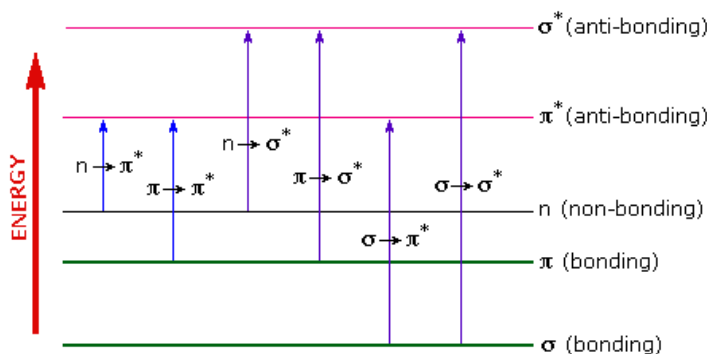 σ* (anti-bonding)
π* (anti-bonding)
n→σ*
n→π*
π→σ*
π→π*
σ→σ*
n (non-bonding)
σ→π*
π (bonding)
σ (bonding)
ENERGY